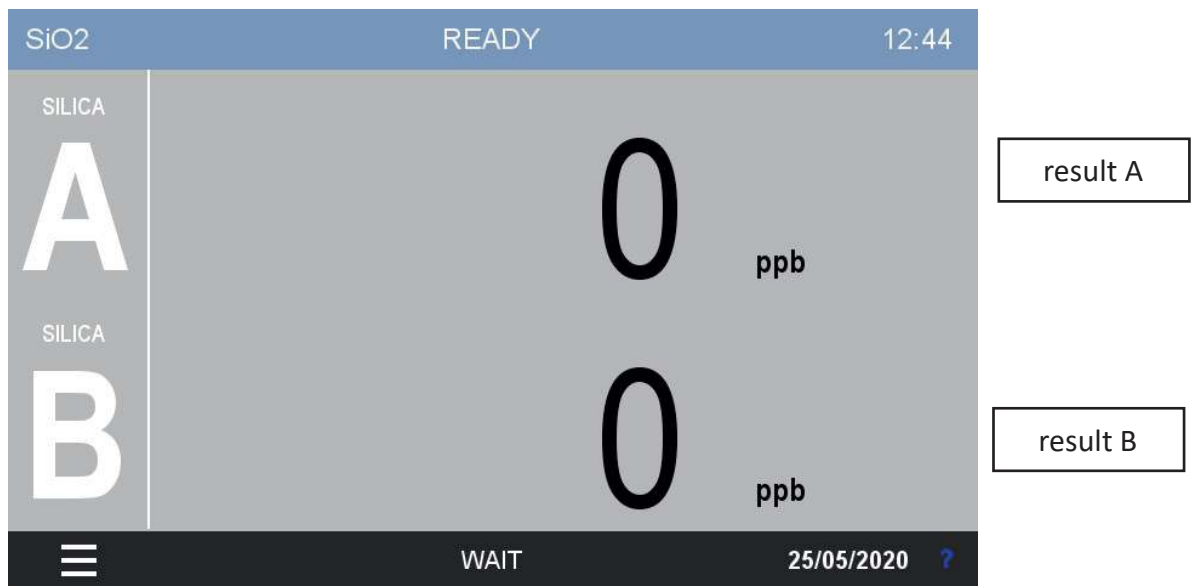 SiO2 READY 12:44
SILICA
A 0 ppb
result A
SILICA
B 0 ppb
result B
WAIT 25/05/2020 ?